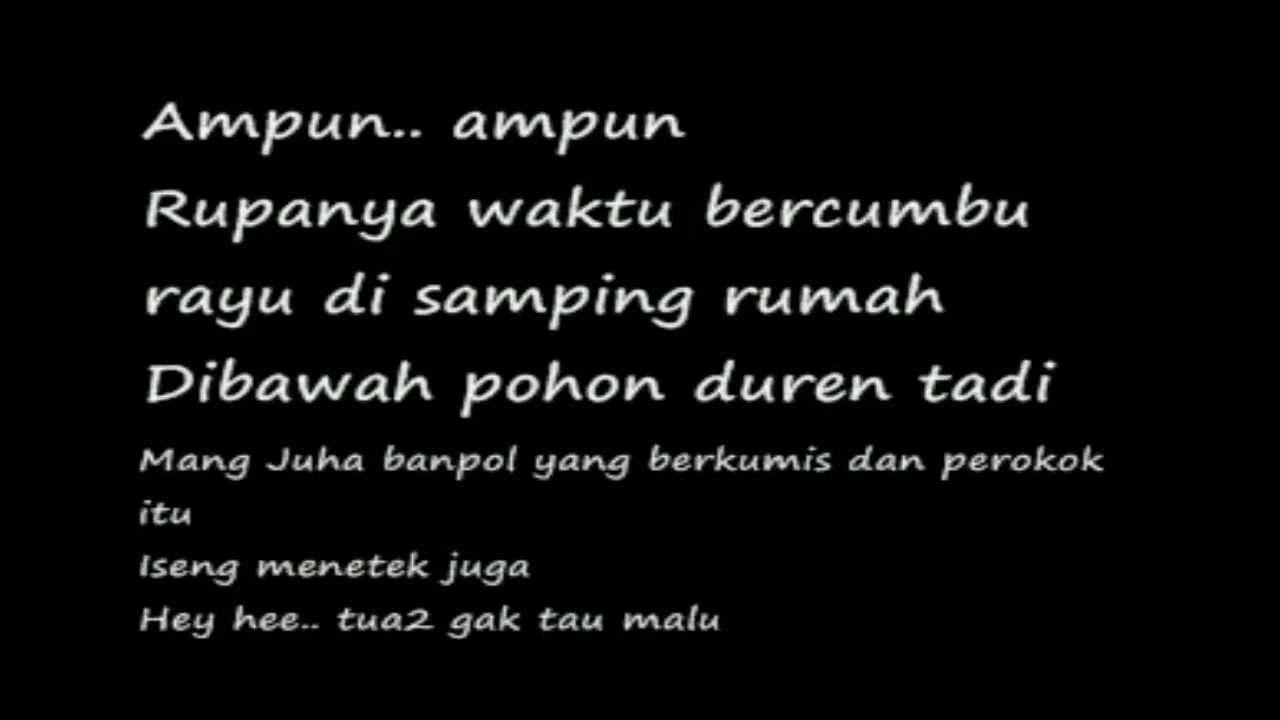 Ampun.. ampun
Rupanya waktu bercumbu
rayu di samping rumah
Dibawah pohon duren tadi
Mang Juha banpol yang berkumis dan perokok
itu
Iseng menetek juga
Hey hee.. tua2 gak tau malu